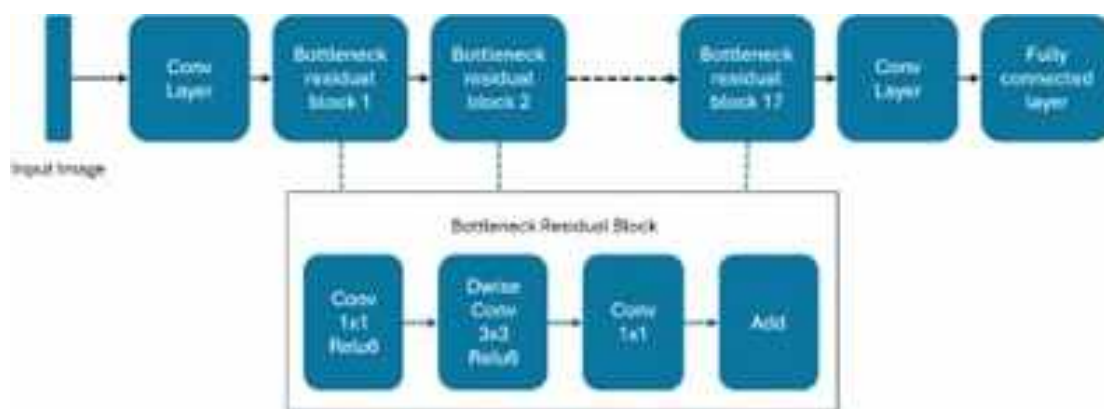 Conv
Layer
Bottleneck
residual
block 1
Bottleneck
residual
block 2
Bottleneck
residual
block 17
Conv
Layer
Fully
connected
layer
Input Image
Bottleneck Residual Block
Conv
1x1
Relu6
Dwise
Conv
3x3
Relu6
Conv
1x1
Add